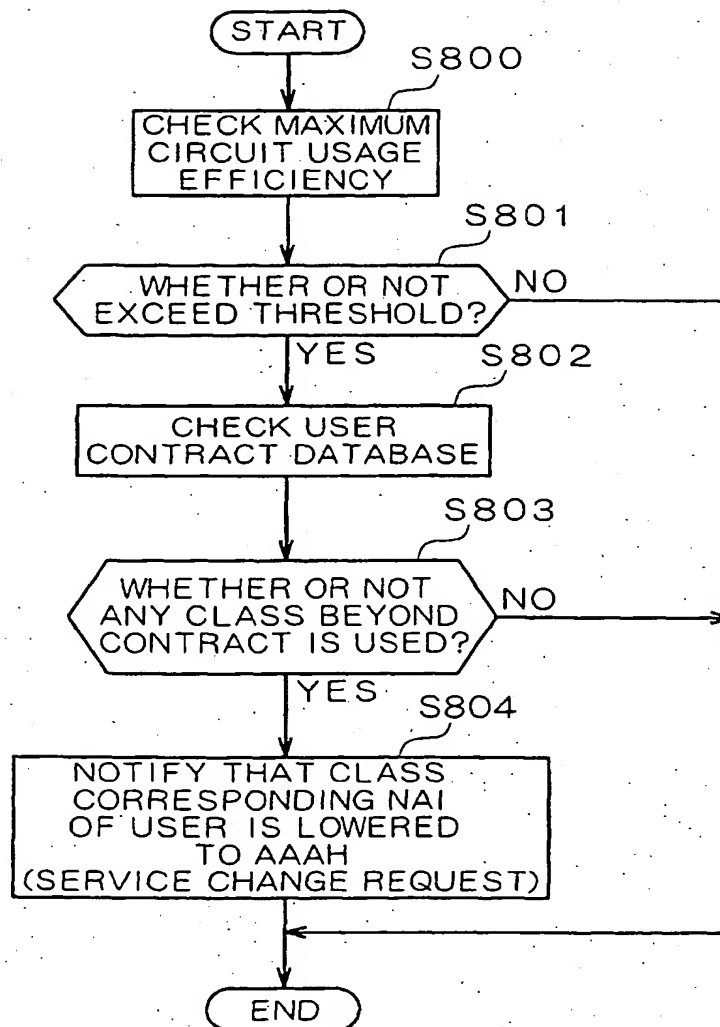 START
S800
CHECK MAXIMUM
CIRCUIT USAGE
EFFICIENCY
S801
WHETHER OR NOT
EXCEED THRESHOLD?
NO
YES
S802
CHECK USER
CONTRACT DATABASE
S803
WHETHER OR NOT
ANY CLASS BEYOND
CONTRACT IS USED?
NO
YES
S804
NOTIFY THAT CLASS
CORRESPONDING NAI
OF USER IS LOWERED
TO AAAH
(SERVICE CHANGE REQUEST)
END